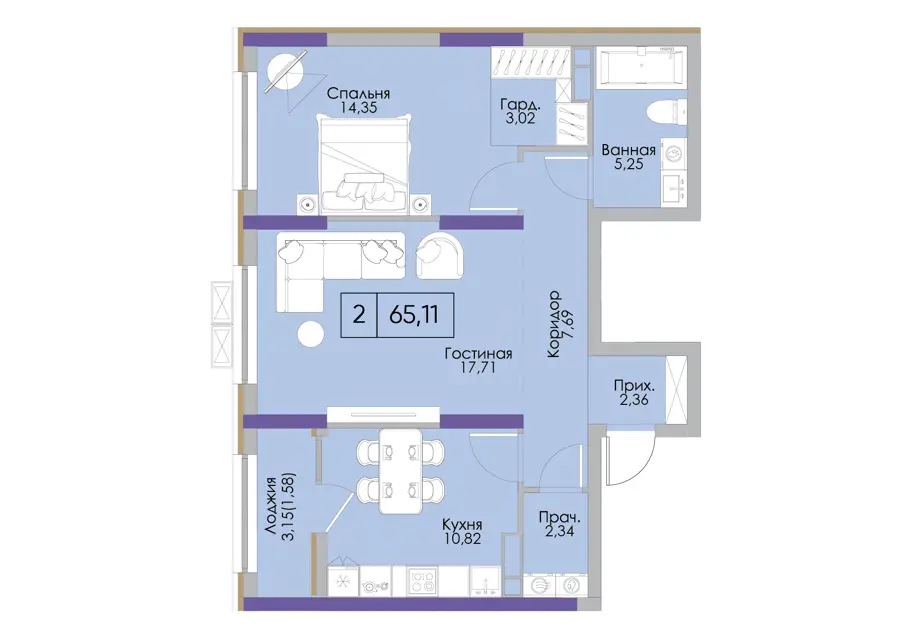 Спальня
14,35
Гард.
3,02
Ванная
5,25
2 65,11
Коридор
7,69
Гостиная
17,71
Прих.
2,36
Лоджия
3,15(1,58)
Кухня
10,82
Прач.
2,34